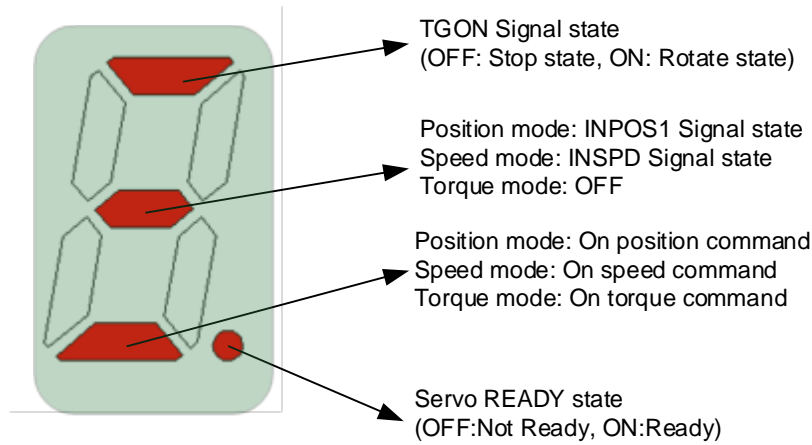 TGON Signal state
(OFF: Stop state, ON: Rotate state)
Position mode: INPOS1 Signal state
Speed mode: INSPD Signal state
Torque mode: OFF
Position mode: On position command
Speed mode: On speed command
Torque mode: On torque command
Servo READY state
(OFF:Not Ready, ON:Ready)